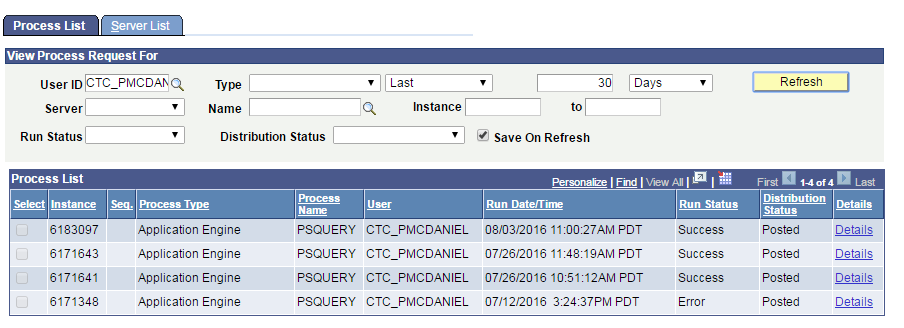 Process List Server List
View Process Request For
User ID CTC_PMCDAN Type Last 30 Days Refresh
Server Name Instance to
Run Status Distribution Status Save On Refresh
Process List Personalize | Find | View All | | First 1-4 of 4 Last
Select Instance Seq. Process Type Process Name User Run Date/Time Run Status Distribution Status Details
6183097 Application Engine PSQUERY CTC_PMCDANIEL 08/03/2016 11:00:27AM PDT Success Posted Details
6171643 Application Engine PSQUERY CTC_PMCDANIEL 07/26/2016 11:48:19AM PDT Success Posted Details
6171641 Application Engine PSQUERY CTC_PMCDANIEL 07/26/2016 10:51:12AM PDT Success Posted Details
6171348 Application Engine PSQUERY CTC_PMCDANIEL 07/12/2016 3:24:37PM PDT Error Posted Details